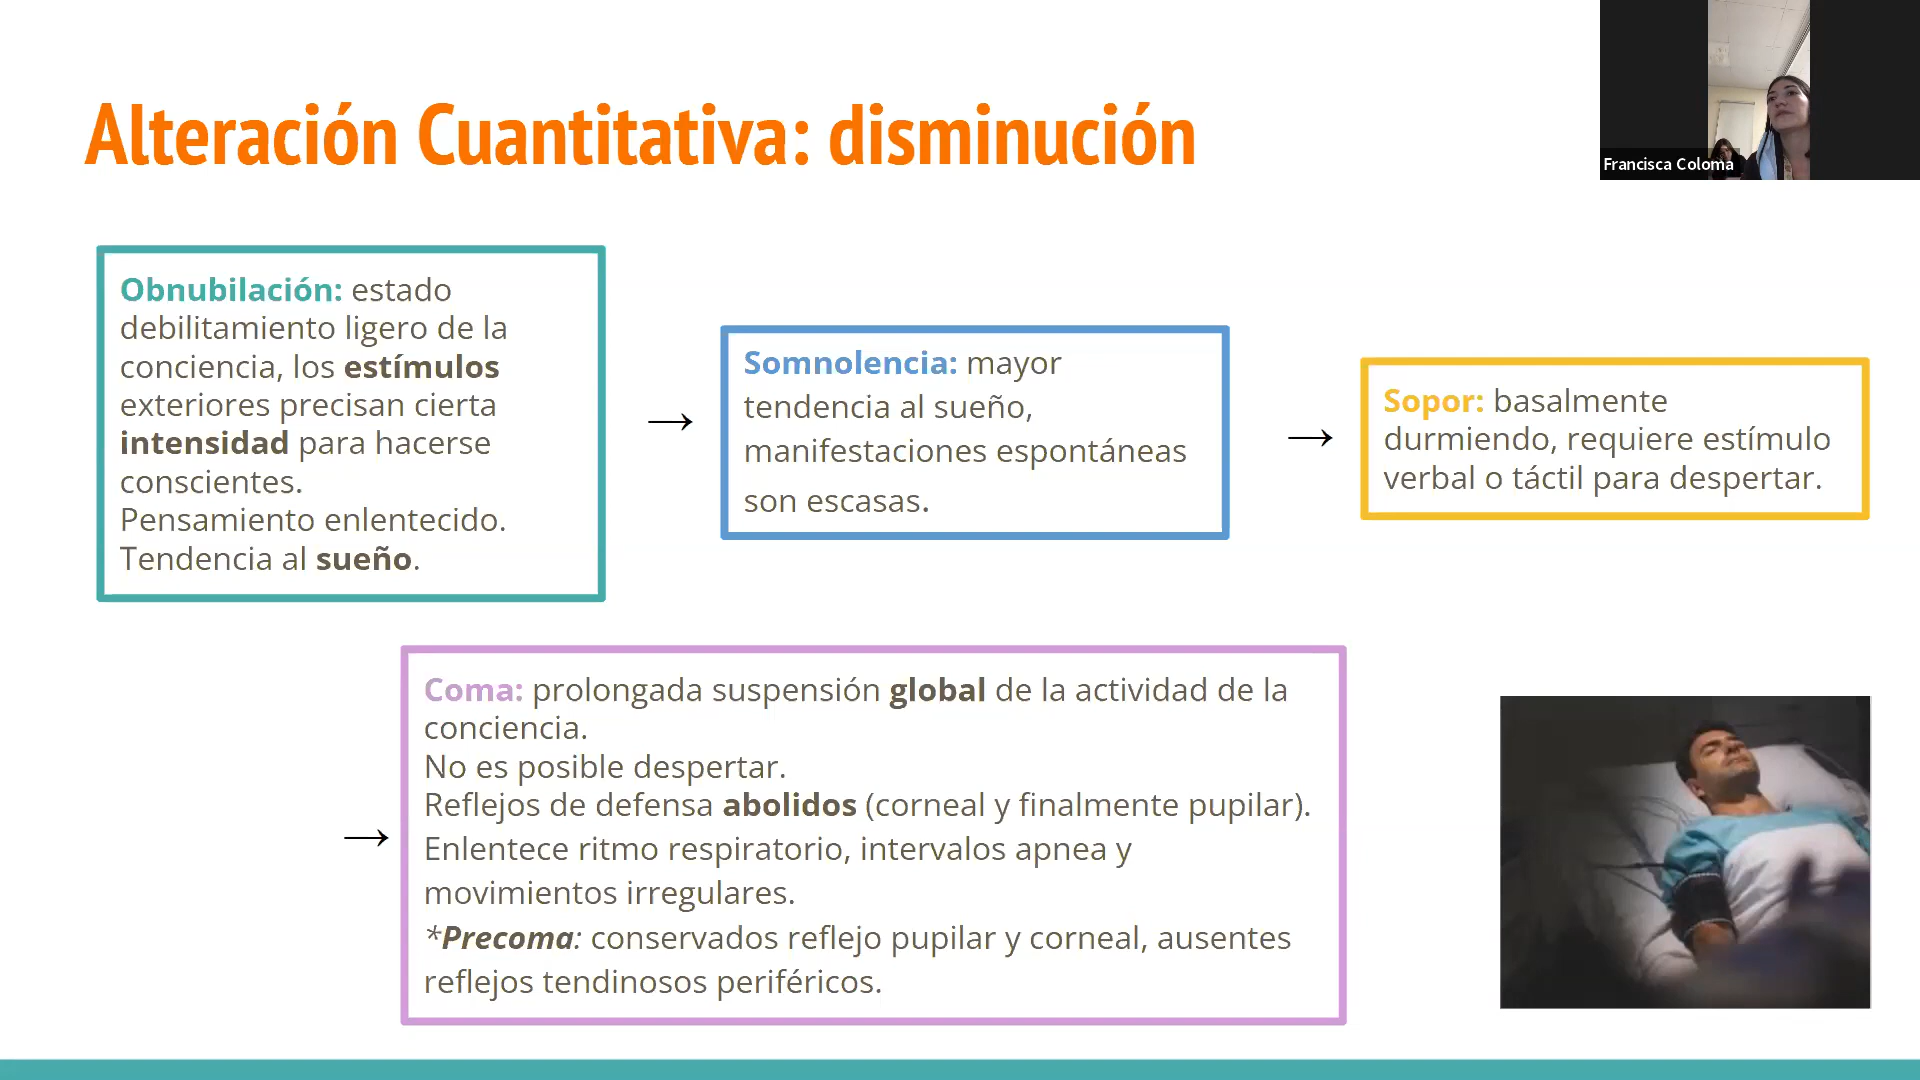 Alteración Cuantitativa: disminución
Francisca Coloma
Obnubilación: estado
debilitamiento ligero de la
conciencia, los estímulos
exteriores precisan cierta
intensidad para hacerse
conscientes.
Pensamiento enlentecido.
Tendencia al sueño.
→
Somnolencia: mayor
tendencia al sueño,
manifestaciones espontáneas
son escasas.
→
Sopor: basalmente
durmiendo, requiere estímulo
verbal o táctil para despertar.
→
Coma: prolongada suspensión global de la actividad de la
conciencia.
No es posible despertar.
Reflejos de defensa abolidos (corneal y finalmente pupilar).
Enlentece ritmo respiratorio, intervalos apnea y
movimientos irregulares.
*Precoma: conservados reflejo pupilar y corneal, ausentes
reflejos tendinosos periféricos.